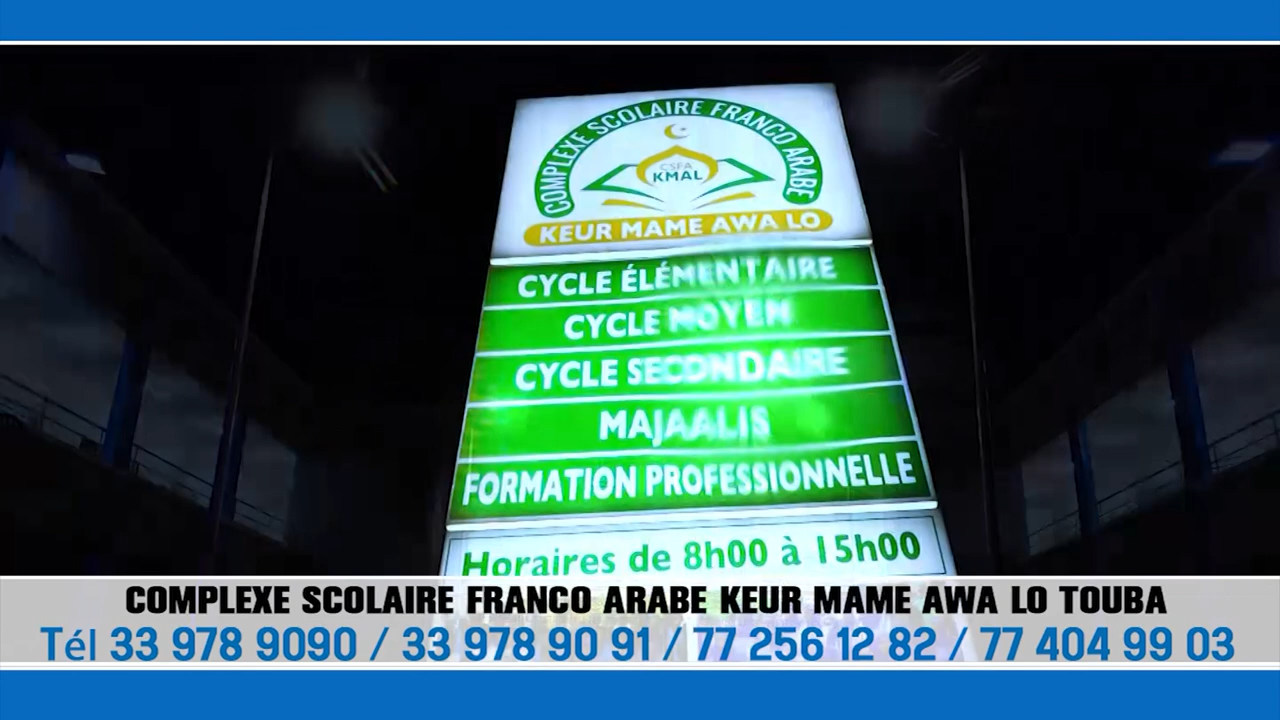 COMPLEXE SCOLAIRE FRANCO ARABE
CSFA
KMAL
KEUR MAME AWA LO
CYCLE ÉLÉMENTAIRE
CYCLE MOYEN
CYCLE SECONDAIRE
MAJAALIS
FORMATION PROFESSIONNELLE
Horaires de 8h00 à 15h00
COMPLEXE SCOLAIRE FRANCO ARABE KEUR MAME AWA LO TOUBA
Tél 33 978 9090 / 33 978 90 91 / 77 256 12 82 / 77 404 99 03